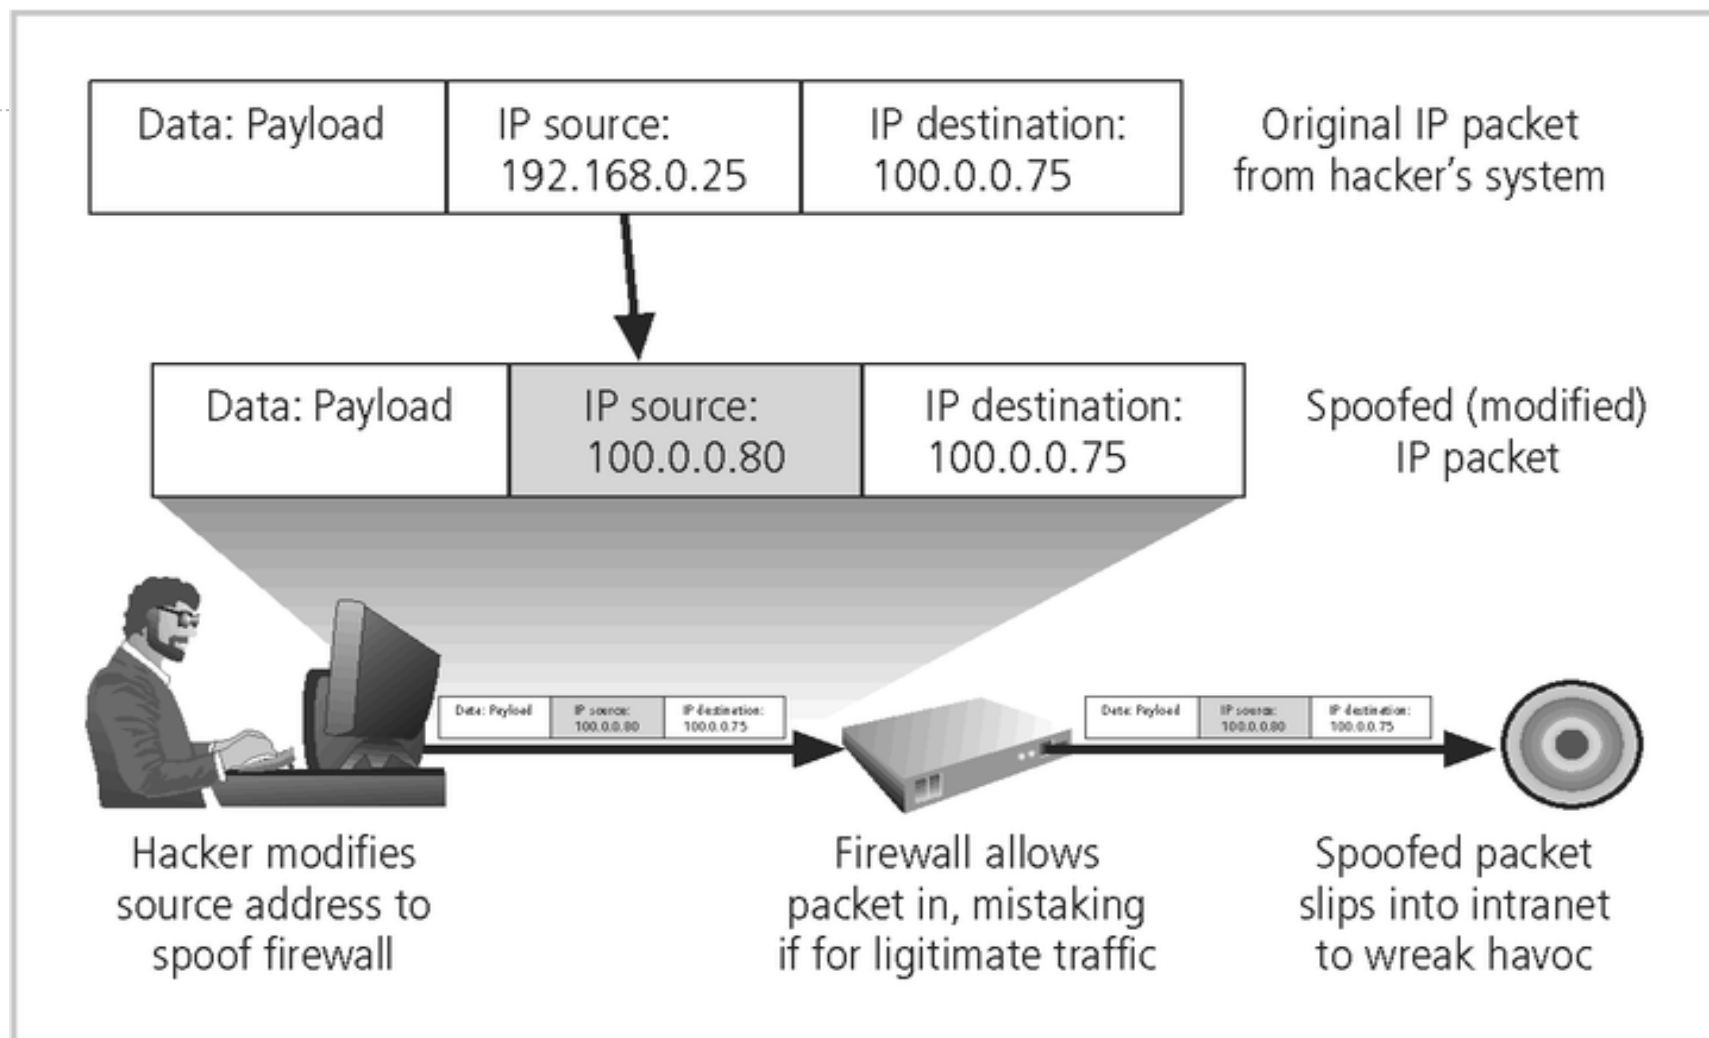 Data: Payload
IP source:
192.168.0.25
IP destination:
100.0.0.75
Original IP packet
from hacker's system
Data: Payload
IP source:
100.0.0.80
IP destination:
100.0.0.75
Spoofed (modified)
IP packet
Data: Payload
IP source:
100.0.0.80
IP destination:
100.0.0.75
Data: Payload
IP source:
100.0.0.80
IP destination:
100.0.0.75
Hacker modifies
source address to
spoof firewall
Firewall allows
packet in, mistaking
if for ligitimate traffic
Spoofed packet
slips into intranet
to wreak havoc